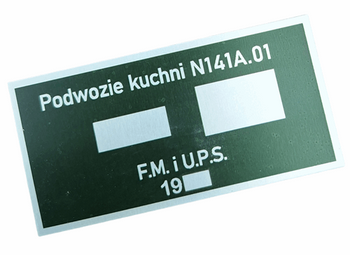 Podwozie kuchni N141A.01
F.M. i U.P.S.
19